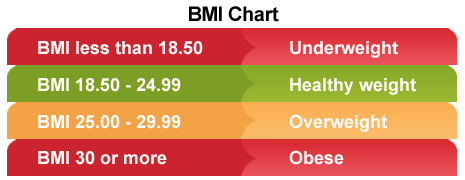 BMI Chart
BMI less than 18.50 Underweight
BMI 18.50 - 24.99 Healthy weight
BMI 25.00 - 29.99 Overweight
BMI 30 or more Obese